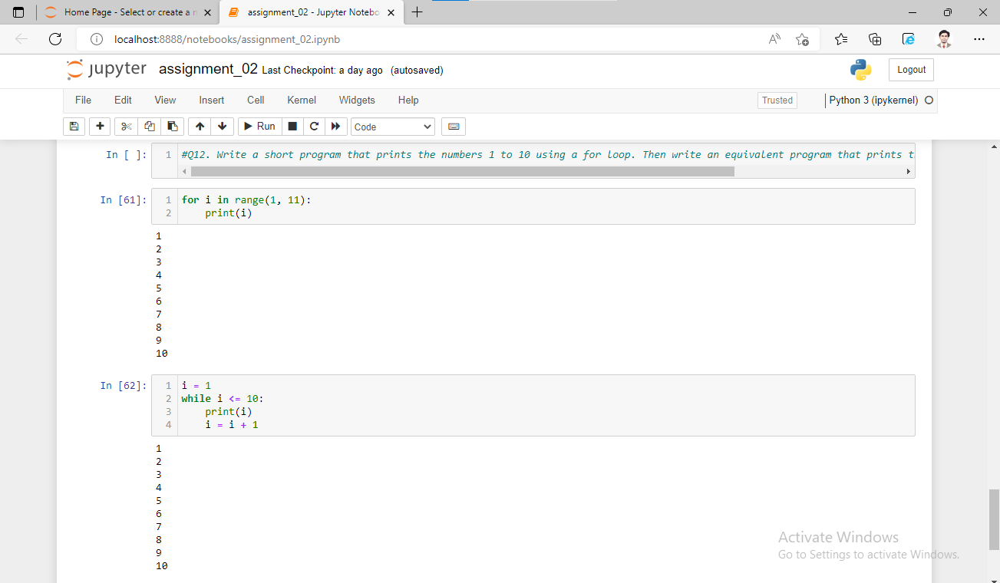 Home Page - Select or create a n
assignment_02 - Jupyter Notebo
localhost:8888/notebooks/assignment_02.ipynb
jupyter assignment_02 Last Checkpoint: a day ago (autosaved)
Logout
File Edit View Insert Cell Kernel Widgets Help
Trusted Python 3 (ipykernel)
Run Code
In [ ]: 1 #Q12. Write a short program that prints the numbers 1 to 10 using a for loop. Then write an equivalent program that prints t
In [61]: 1 for i in range(1, 11):
2 print(i)
1
2
3
4
5
6
7
8
9
10
In [62]: 1 i = 1
2 while i <= 10:
3 print(i)
4 i = i + 1
1
2
3
4
5
6
7
8
9
10
Activate Windows
Go to Settings to activate Windows.